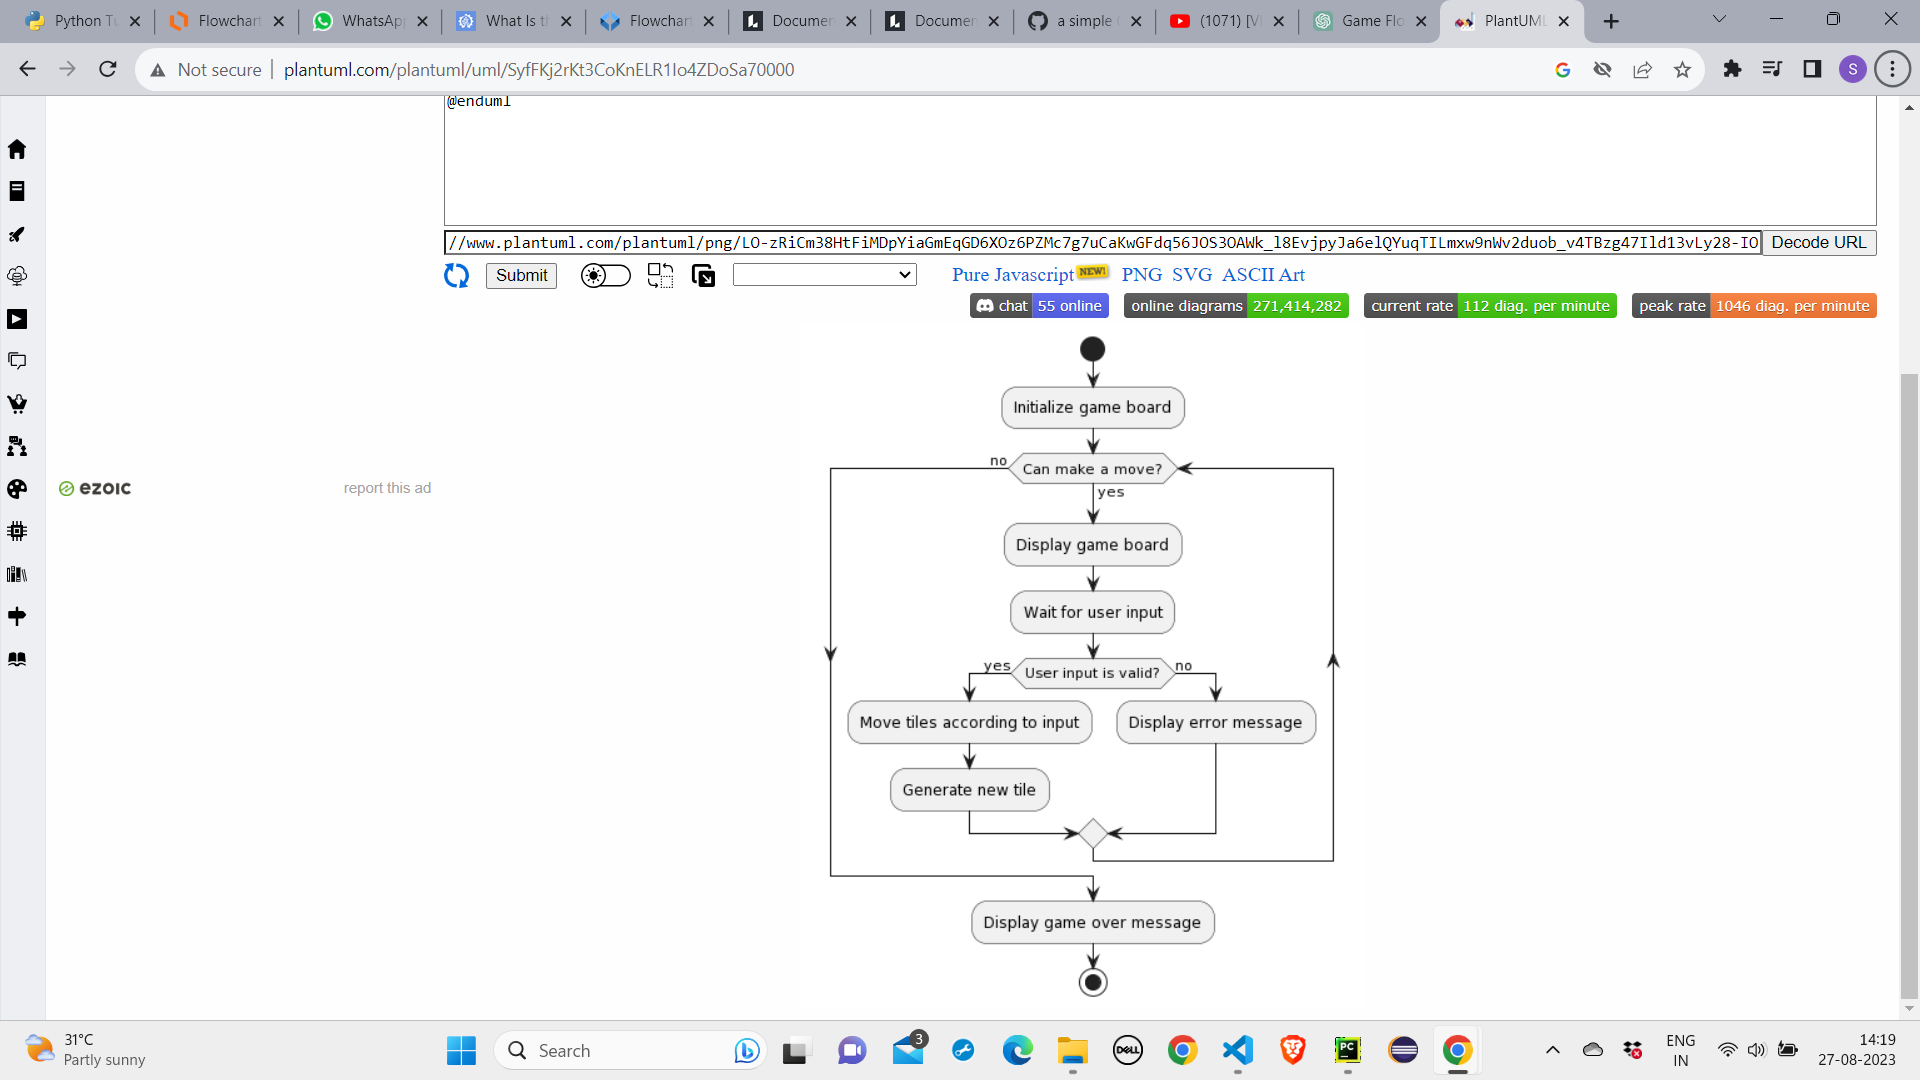 Python Tu
Flowchart
WhatsApp
What Is th
Flowchart
Documen
Documen
a simple
(1071) [V
Game Flo
PlantUML
Not secure
plantuml.com/plantuml/uml/SyfFKj2rKt3CoKnELR1Io4ZDoSa70000
S
@enduml
//www.plantuml.com/plantuml/png/LO-zRiCm38HtFiMDpYiaGmEqGD6XOz6PZMc7g7uCaKwGFdq56JOS3OAWk_l8EvjpyJa6elQYuqTILmxw9nWv2duob_v4TBzg47Ild13vLy28-IO
Decode URL
Submit
Pure Javascript NEW! PNG SVG ASCII Art
chat 55 online
online diagrams 271,414,282
current rate 112 diag. per minute
peak rate 1046 diag. per minute
Initialize game board
no
Can make a move?
yes
ezoic
report this ad
Display game board
Wait for user input
yes
User input is valid?
no
Move tiles according to input
Display error message
Generate new tile
Display game over message
31°C
Partly sunny
Search
3
DELL
PC
ENG
IN
14:19
27-08-2023